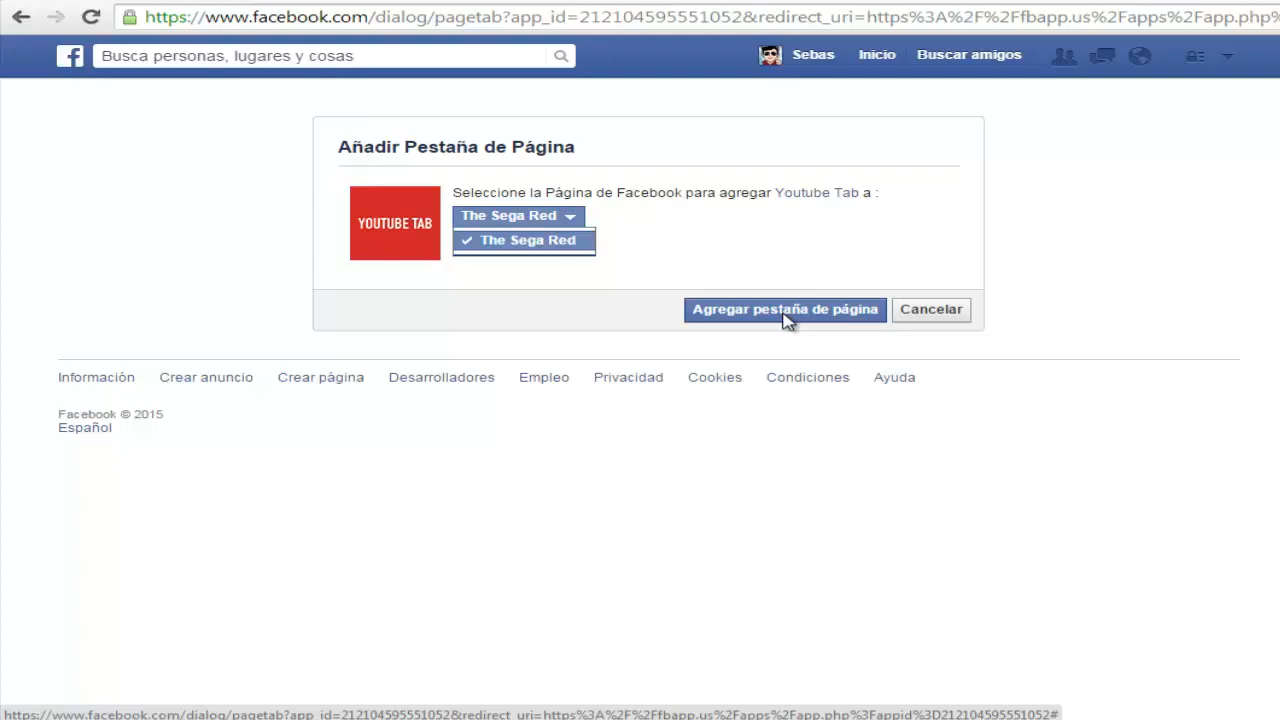 https://www.facebook.com/dialog/pagetab?app_id=212104595551052&redirect_uri=https%3A%2F%2Ffbapp.us%2Fapps%2Fapp.php%
Busca personas, lugares y cosas
Sebas Inicio Buscar amigos
Añadir Pestaña de Página
YOUTUBE TAB
Seleccione la Página de Facebook para agregar Youtube Tab a :
The Sega Red
The Sega Red
Agregar pestaña de página Cancelar
Información Crear anuncio Crear página Desarrolladores Empleo Privacidad Cookies Condiciones Ayuda
Facebook © 2015
Español
https://www.facebook.com/dialog/pagetab?app_id=212104595551052&redirect_uri=https%3A%2F%2Ffbapp.us%2Fapps%2Fapp.php%3Fappid%3D212104595551052#